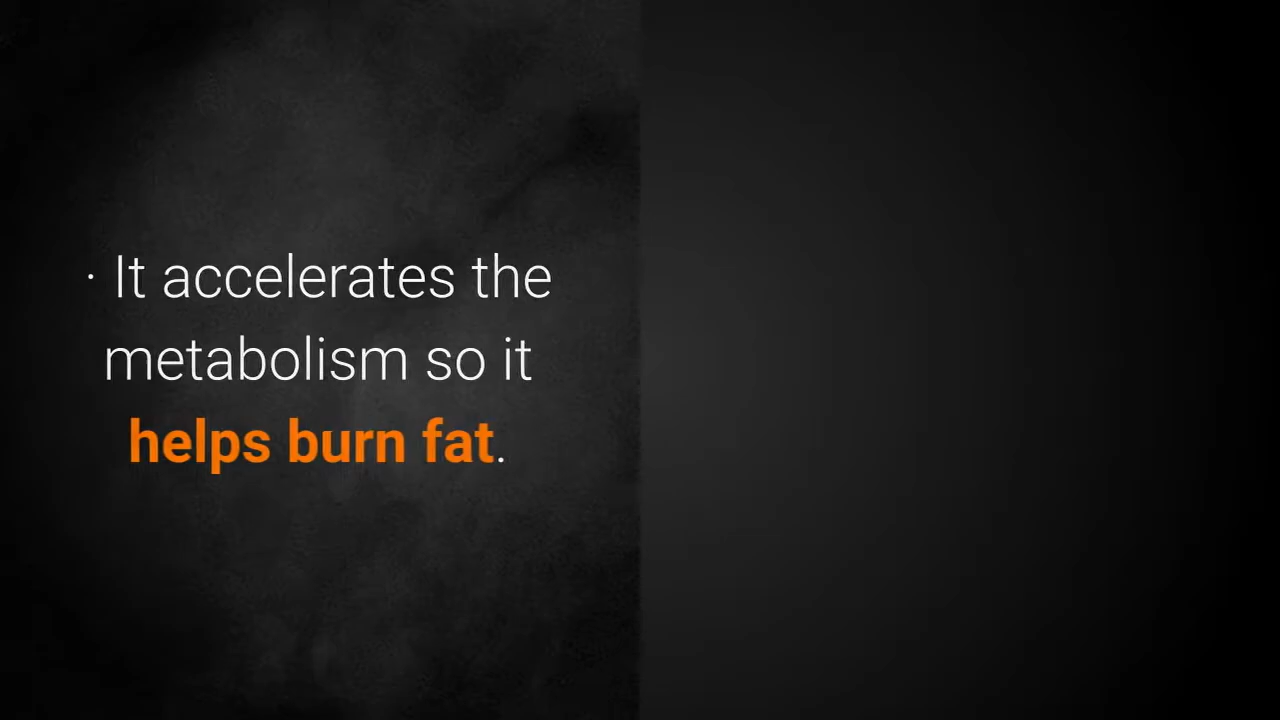 · It accelerates the
metabolism so it
helps burn fat.